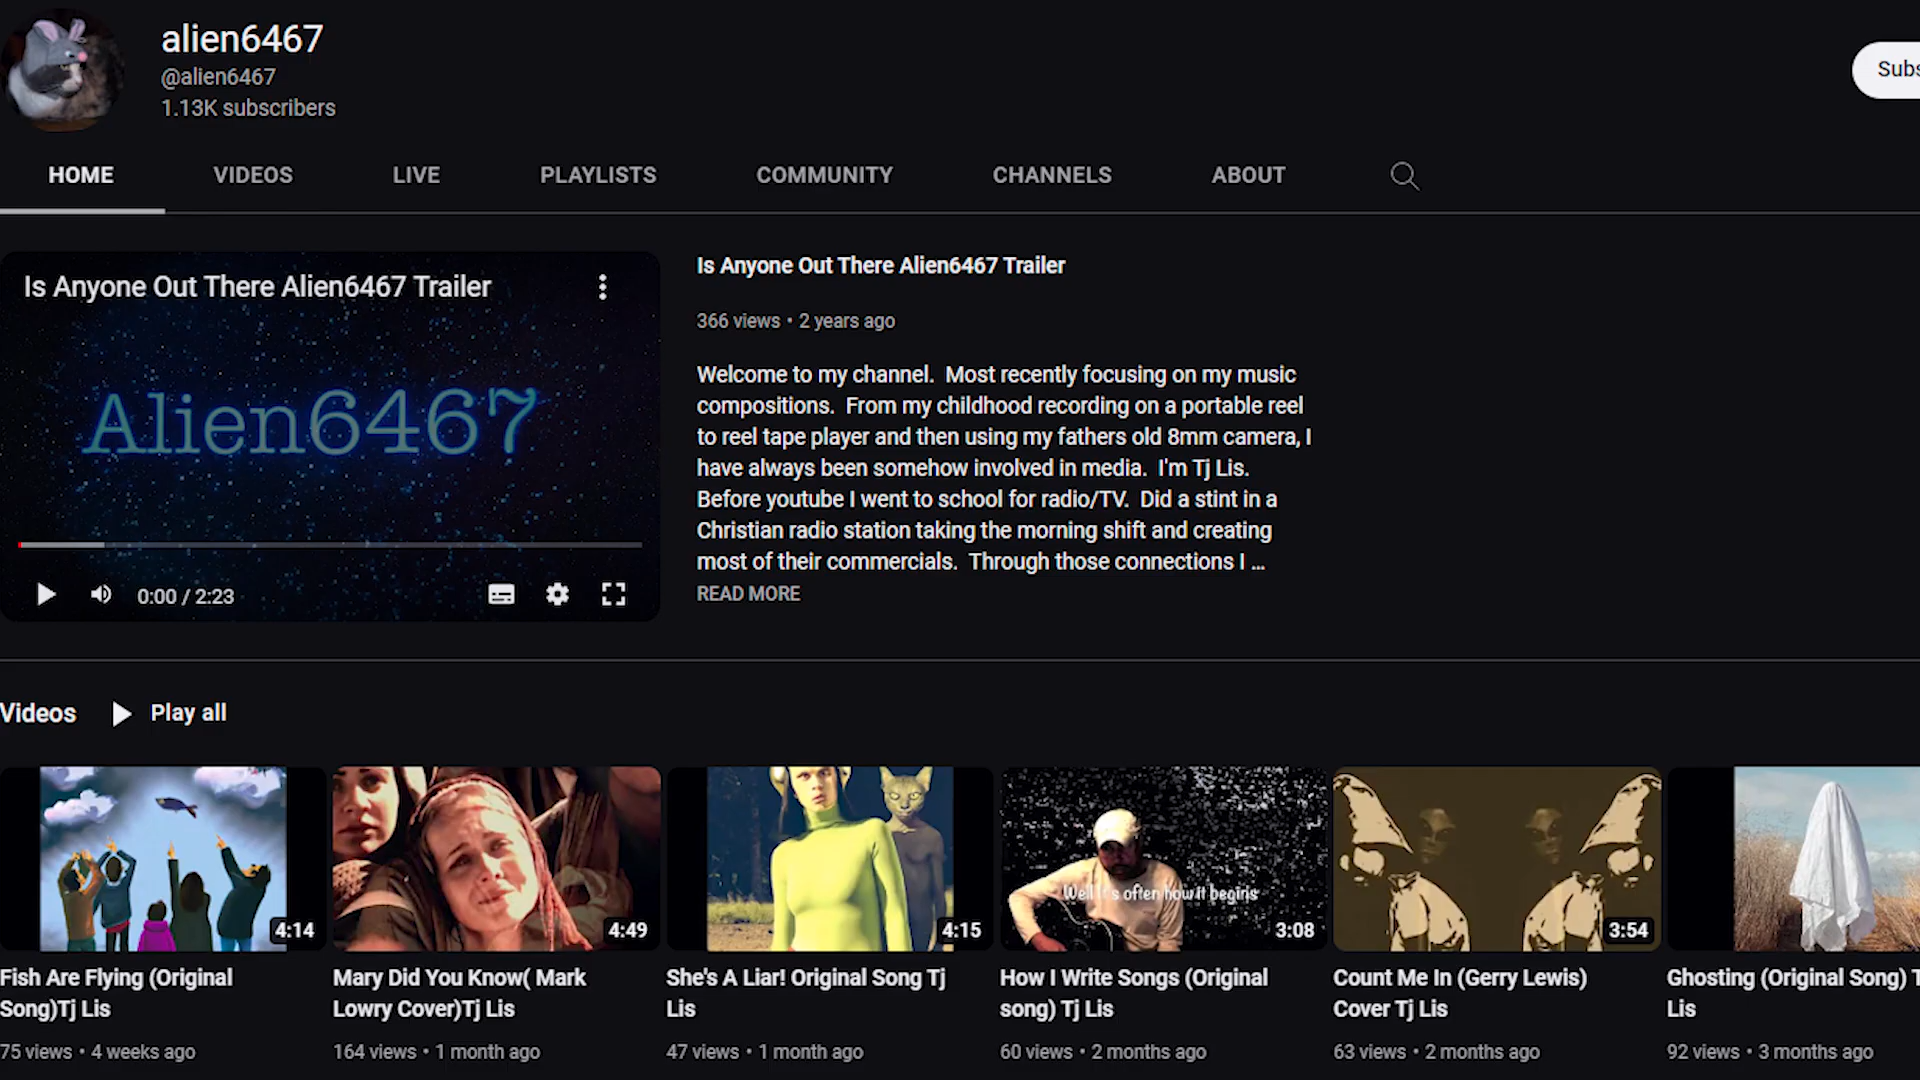 alien6467
@alien6467
1.13K subscribers
Subs
HOME VIDEOS LIVE PLAYLISTS COMMUNITY CHANNELS ABOUT
Is Anyone Out There Alien6467 Trailer
Alien6467
0:00 / 2:23
Is Anyone Out There Alien6467 Trailer
366 views • 2 years ago
Welcome to my channel. Most recently focusing on my music
compositions. From my childhood recording on a portable reel
to reel tape player and then using my fathers old 8mm camera, I
have always been somehow involved in media. I'm Tj Lis.
Before youtube I went to school for radio/TV. Did a stint in a
Christian radio station taking the morning shift and creating
most of their commercials. Through those connections I ...
READ MORE
Videos Play all
4:14
Fish Are Flying (Original
Song)Tj Lis
75 views • 4 weeks ago
4:49
Mary Did You Know( Mark
Lowry Cover)Tj Lis
164 views • 1 month ago
4:15
She's A Liar! Original Song Tj
Lis
47 views • 1 month ago
Well it's often how it begins
3:08
How I Write Songs (Original
song) Tj Lis
60 views • 2 months ago
3:54
Count Me In (Gerry Lewis)
Cover Tj Lis
63 views • 2 months ago
Ghosting (Original Song) T
Lis
92 views • 3 months ago